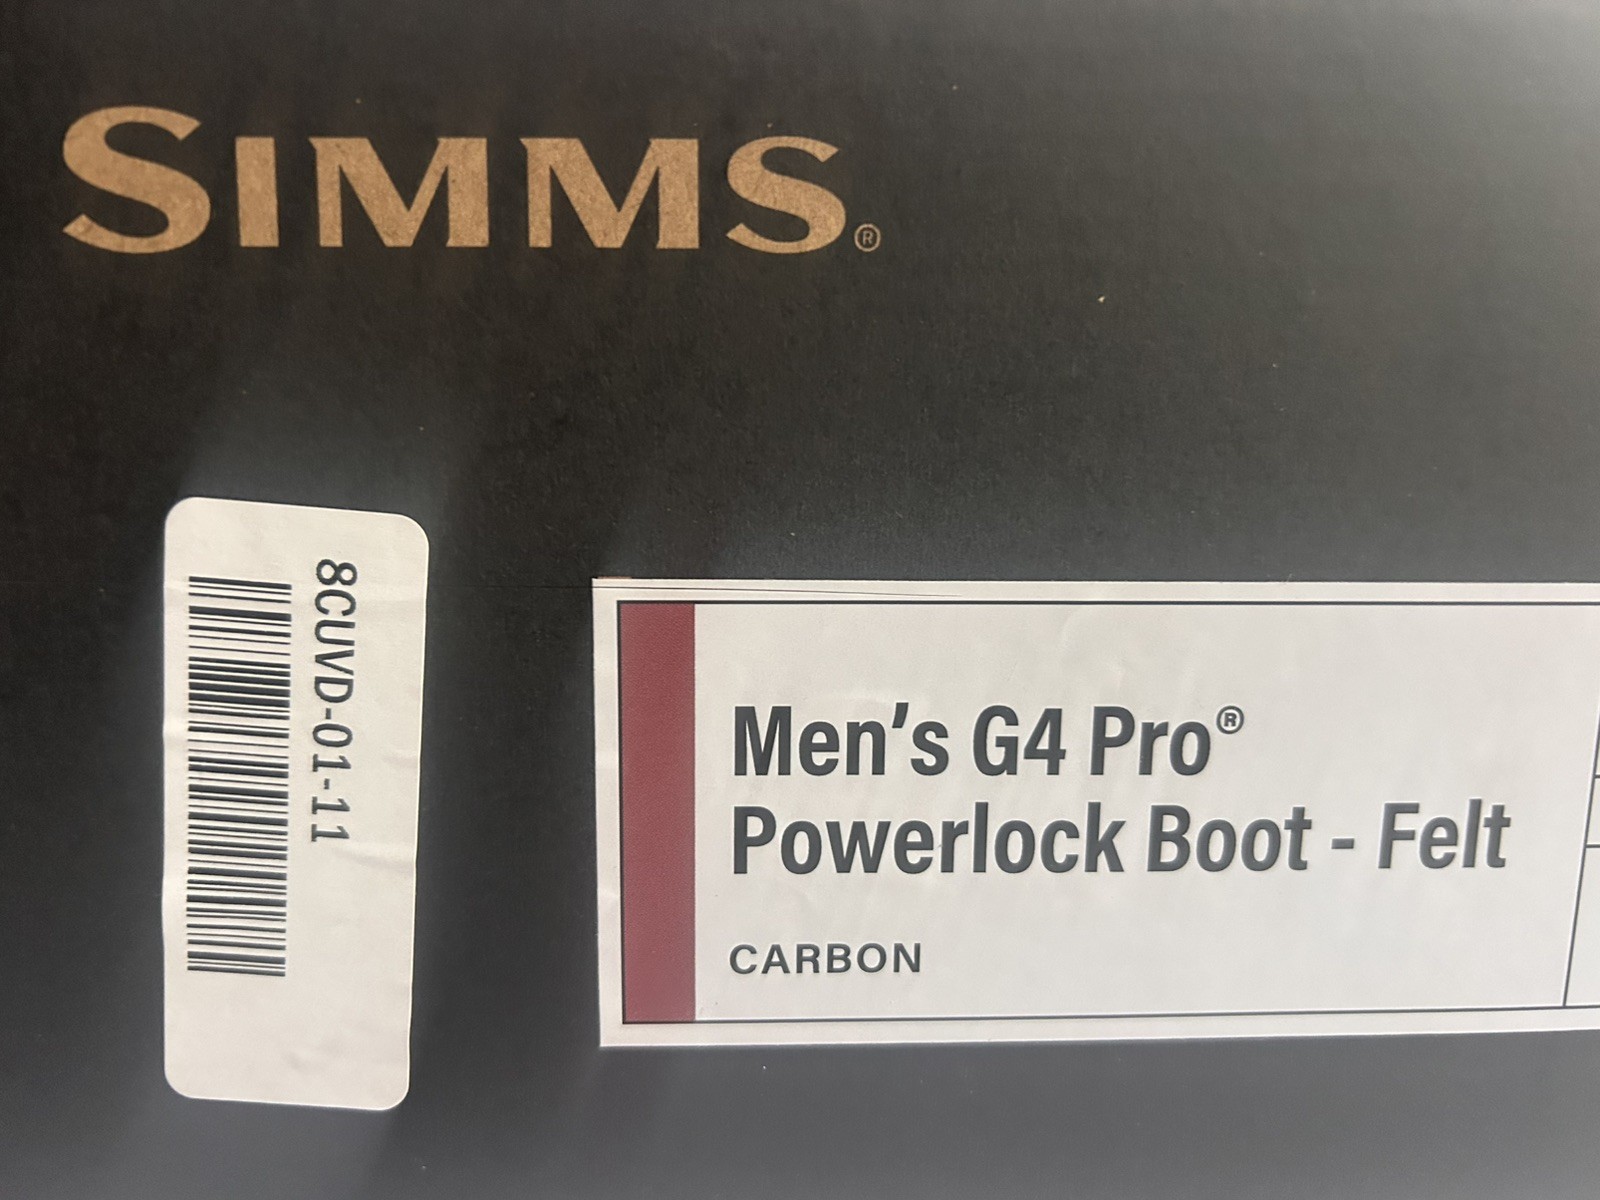 SIMMS®
8CUVD-01-11
Men's G4 Pro®
Powerlock Boot - Felt
CARBON